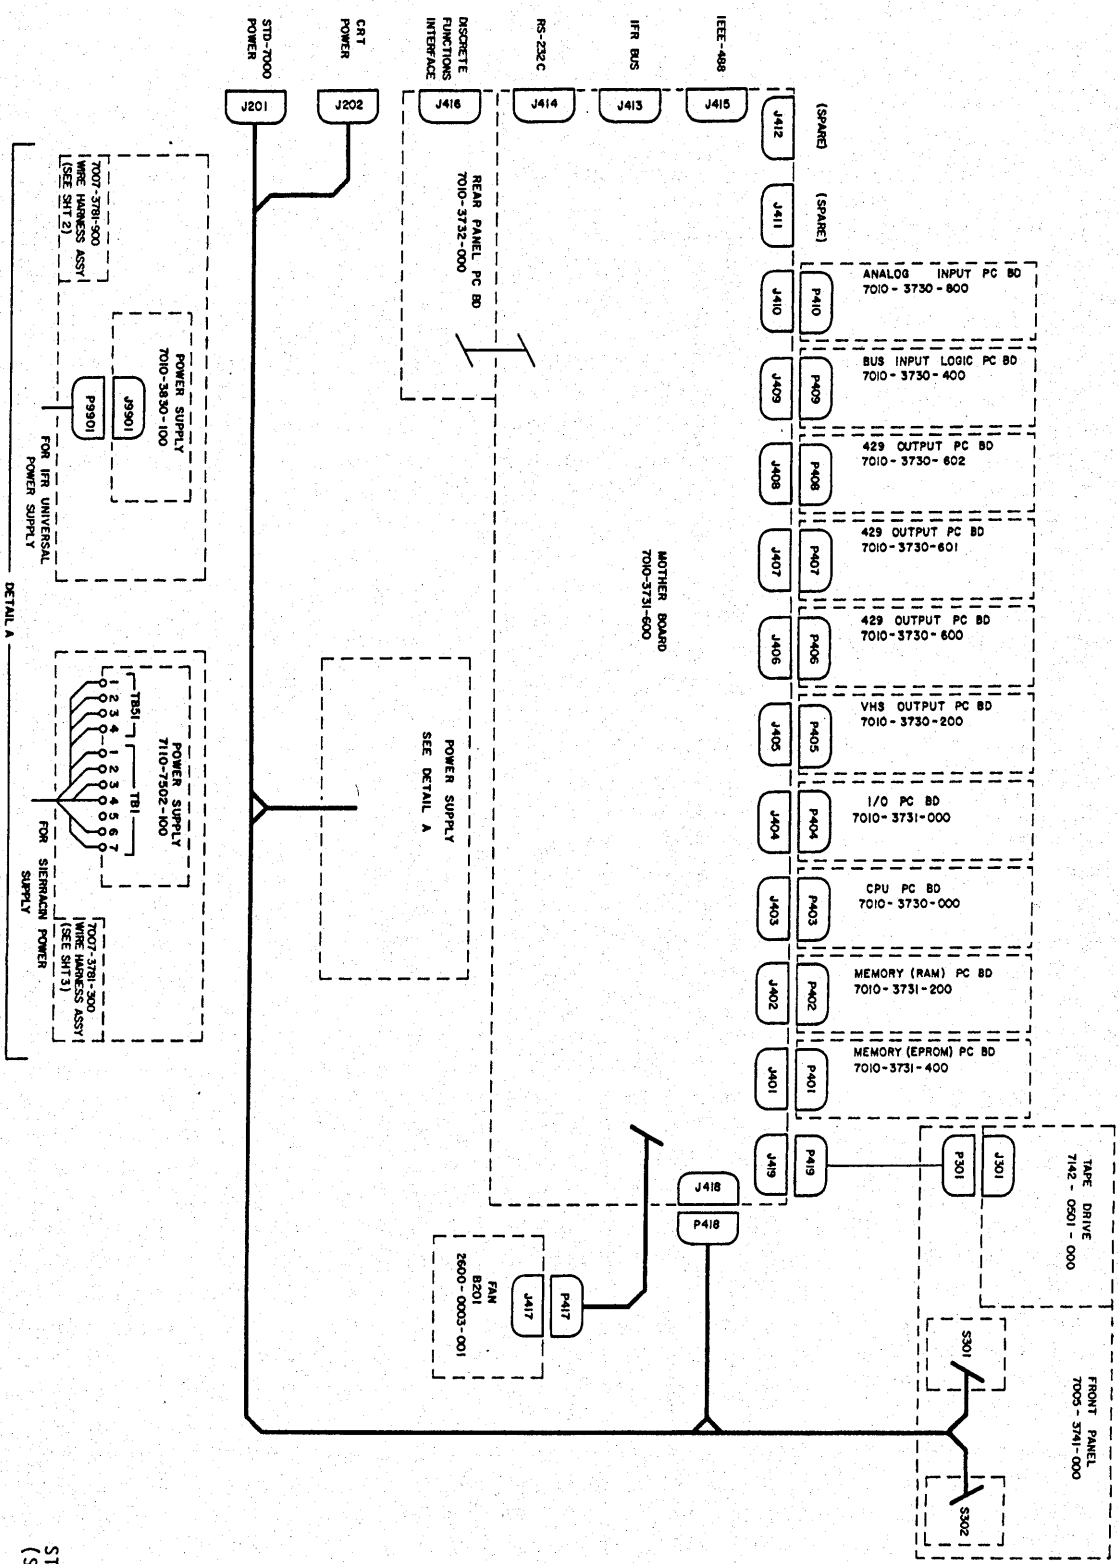 IEEE-488
IFR BUS
RS-232C
DISCRETE
FUNCTIONS
INTERFACE
CRT
POWER
STD-7000
POWER
J415
J413
J414
J416
J202
J201
(SPARE)
J412
(SPARE)
J411
ANALOG INPUT PC BD
7010-3730-800
P410
J410
BUS INPUT LOGIC PC BD
7010-3730-400
P409
J409
429 OUTPUT PC BD
7010-3730-602
P408
J408
429 OUTPUT PC BD
7010-3730-601
P407
J407
429 OUTPUT PC BD
7010-3730-600
P406
J406
VHS OUTPUT PC BD
7010-3730-200
P405
J405
I/O PC BD
7010-3731-000
P404
J404
CPU PC BD
7010-3730-000
P403
J403
MEMORY (RAM) PC BD
7010-3731-200
P402
J402
MEMORY (EPROM) PC BD
7010-3731-400
P401
J401
P419
J419
TAPE DRIVE
7142-0501-000
J301
P301
FRONT PANEL
7005-3741-000
S301
S302
MOTHER BOARD
7010-3731-600
REAR PANEL PC BD
7010-3732-000
J418
P418
P417
J417
FAN
B201
2600-0003-001
POWER SUPPLY
SEE DETAIL A
7007-3781-900
WIRE HARNESS ASSY
(SEE SHT 2)
POWER SUPPLY
7010-3830-100
J9901
P9901
FOR IFR UNIVERSAL
POWER SUPPLY
POWER SUPPLY
7110-7502-100
TB51
TB1
1 2 3 4 1 2 3 4 5 6 7
7007-3781-300
WIRE HARNESS ASSY
(SEE SHT 3)
FOR SIERRACIN POWER
SUPPLY
DETAIL A
ST
(S